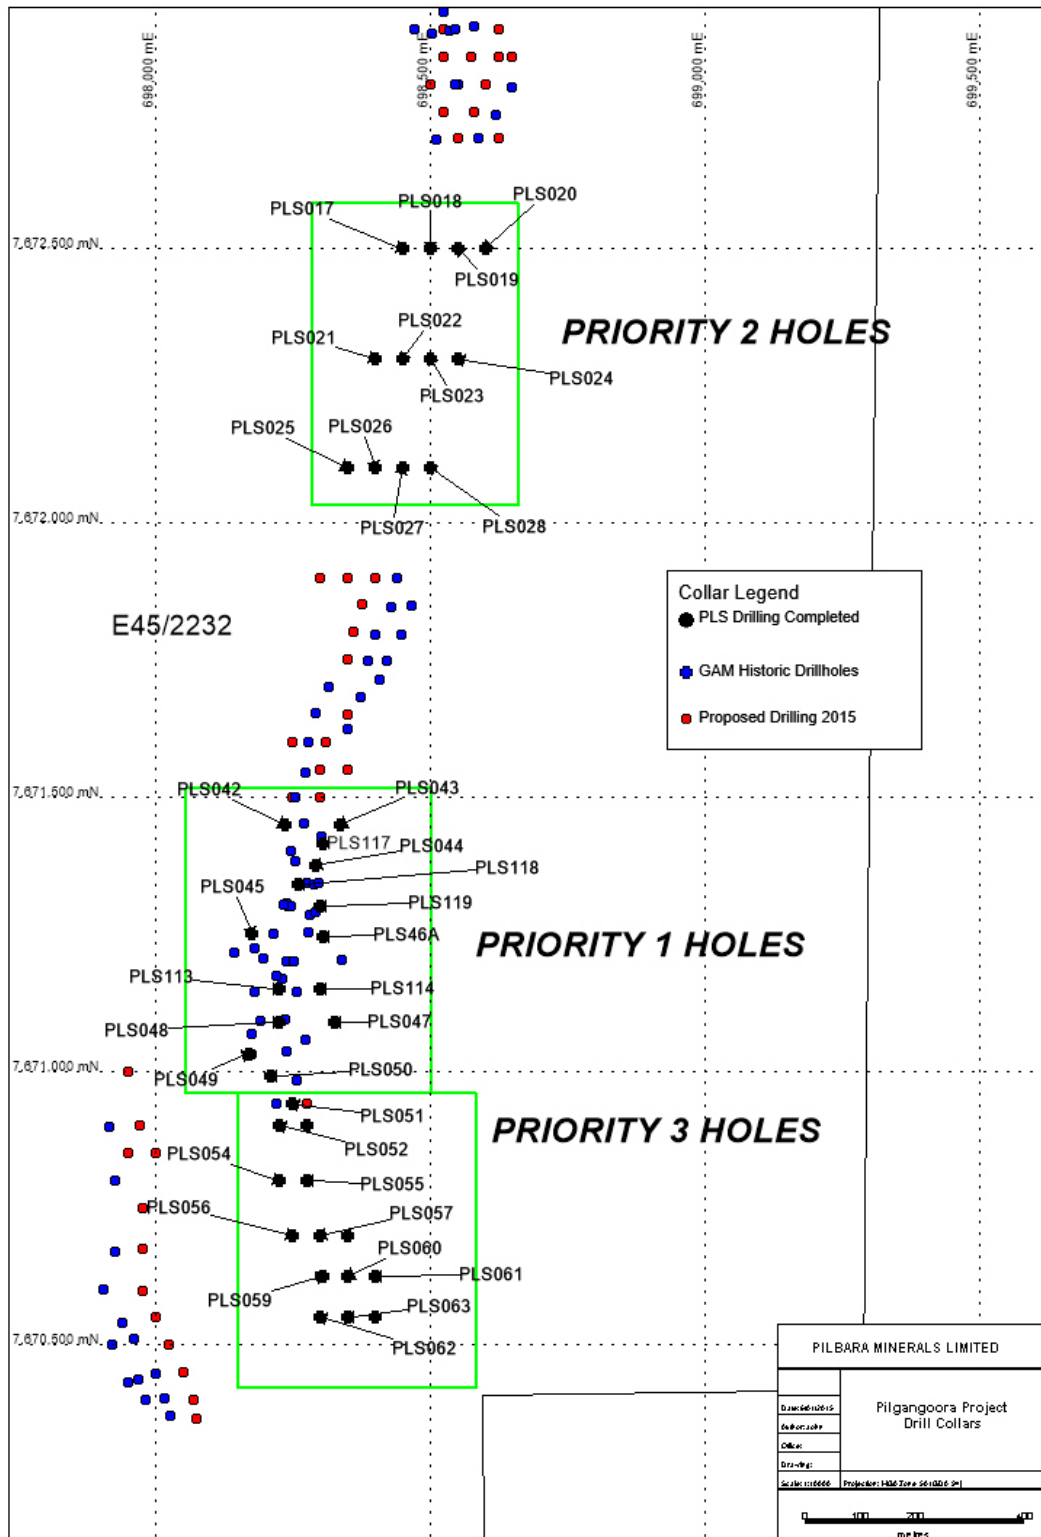 698,000 mE
698,500 mE
699,000 mE
699,500 mE
PLS017
PLS018
PLS020
7,672,500 mN
PLS019
PRIORITY 2 HOLES
PLS021
PLS022
PLS024
PLS023
PLS025
PLS026
7,672,000 mN
PLS027
PLS028
E45/2232
Collar Legend
PLS Drilling Completed
GAM Historic Drillholes
Proposed Drilling 2015
7,671,500 mN
PLS042
PLS043
PLS117
PLS044
PLS118
PLS045
PLS119
PLS46A
PRIORITY 1 HOLES
PLS113
PLS114
PLS048
PLS047
7,671,000 mN
PLS049
PLS050
PLS051
PRIORITY 3 HOLES
PLS052
PLS054
PLS055
PLS056
PLS057
PLS060
PLS061
PLS059
PLS063
PLS062
7,670,500 mN
PILBARA MINERALS LIMITED
Pilgangoora Project
Drill Collars
Office:
Drawing:
0 100 200 400
metres